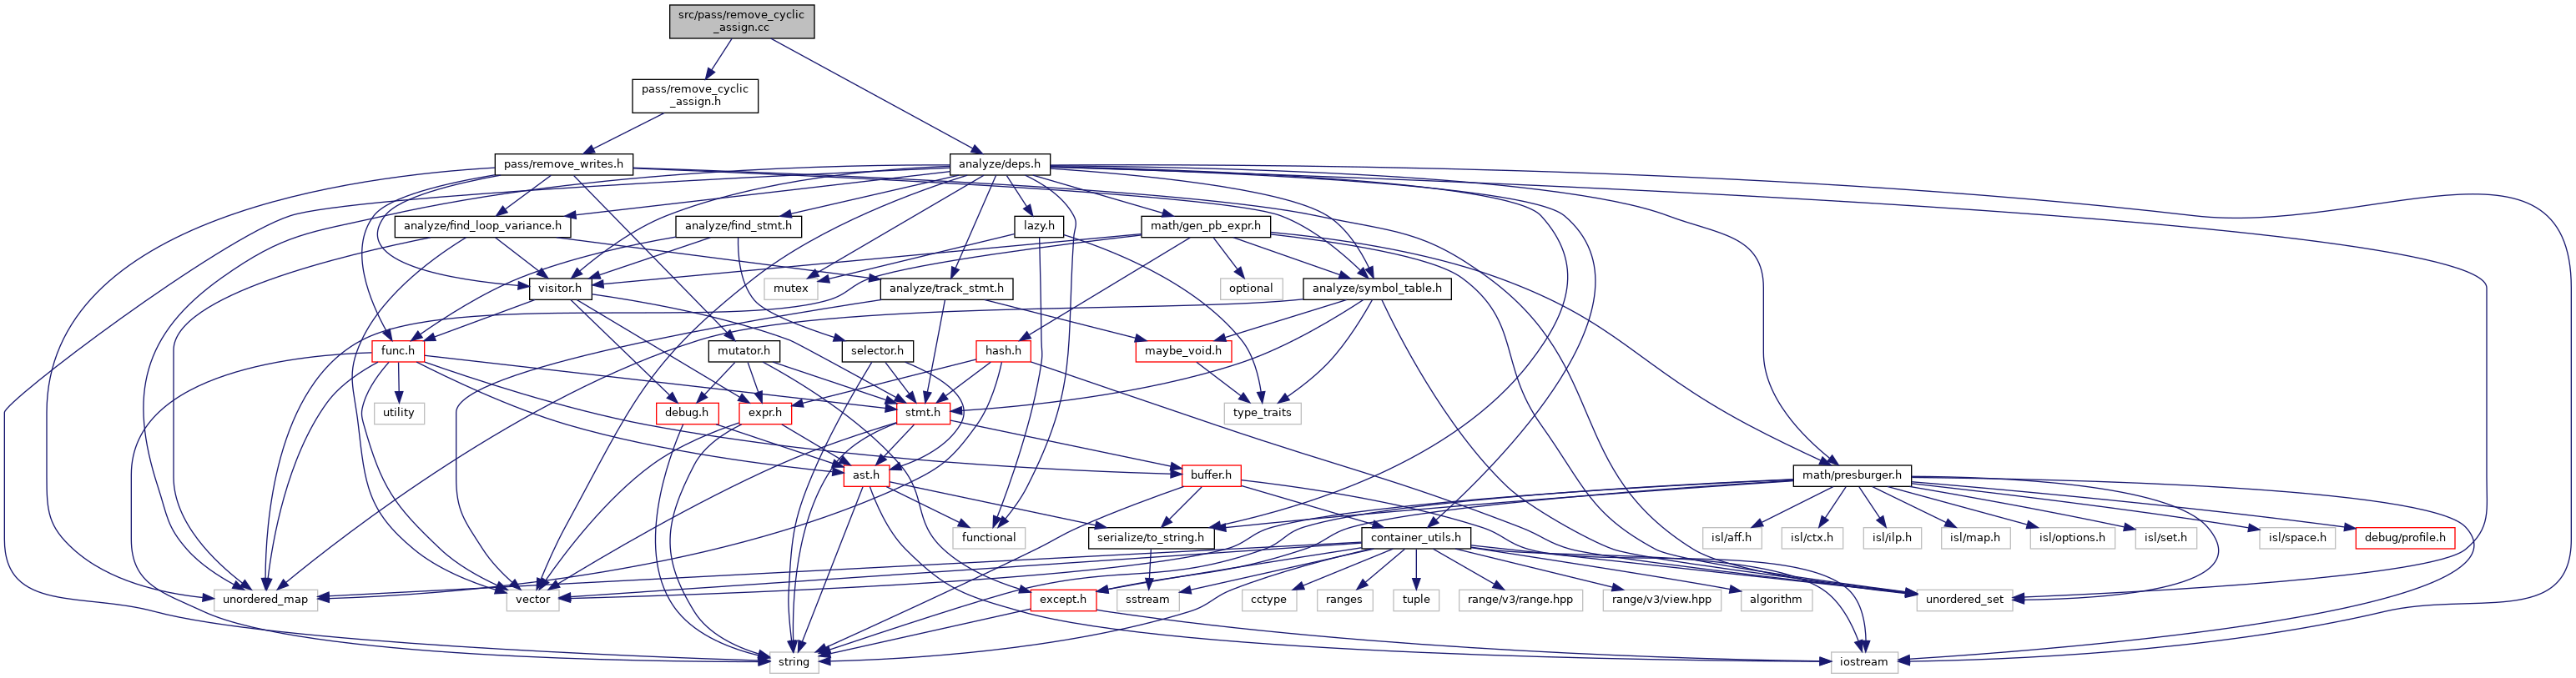 src/pass/remove_cyclic
_assign.cc
pass/remove_cyclic
_assign.h
pass/remove_writes.h
analyze/deps.h
analyze/find_loop_variance.h
analyze/find_stmt.h
lazy.h
math/gen_pb_expr.h
visitor.h
mutex
analyze/track_stmt.h
optional
analyze/symbol_table.h
func.h
mutator.h
selector.h
hash.h
maybe_void.h
utility
debug.h
expr.h
stmt.h
type_traits
ast.h
buffer.h
math/presburger.h
functional
serialize/to_string.h
container_utils.h
isl/aff.h
isl/ctx.h
isl/ilp.h
isl/map.h
isl/options.h
isl/set.h
isl/space.h
debug/profile.h
unordered_map
vector
except.h
sstream
cctype
ranges
tuple
range/v3/range.hpp
range/v3/view.hpp
algorithm
unordered_set
string
iostream